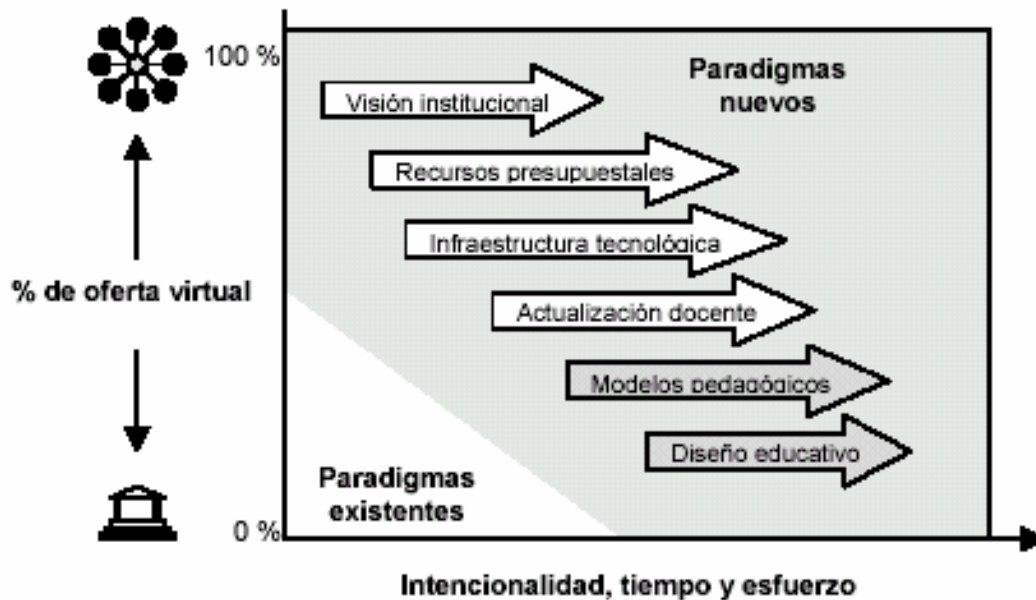 100 %
Paradigmas
nuevos
Visión institucional
Recursos presupuestales
Infraestructura tecnológica
% de oferta virtual
Actualización docente
Modelos pedagógicos
Diseño educativo
Paradigmas
existentes
0 %
Intencionalidad, tiempo y esfuerzo